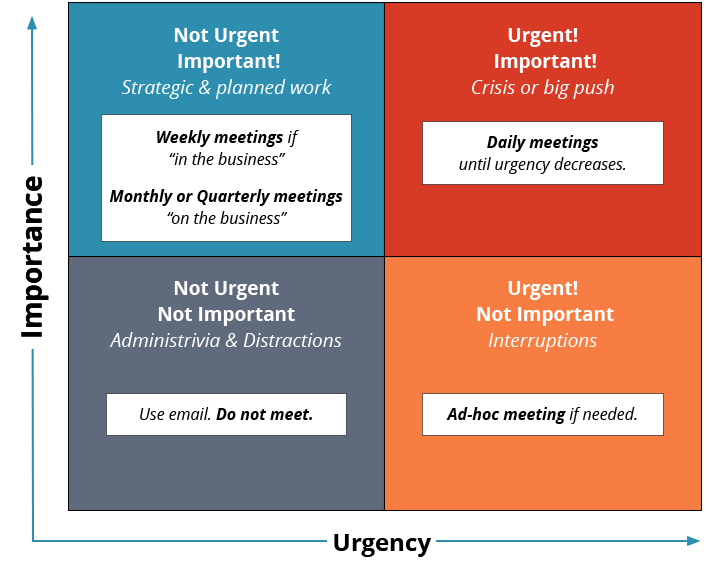 Importance
Not Urgent
Important!
Strategic & planned work
Weekly meetings if
“in the business”
Monthly or Quarterly meetings
“on the business”
Urgent!
Important!
Crisis or big push
Daily meetings
until urgency decreases.
Not Urgent
Not Important
Administrivia & Distractions
Use email. Do not meet.
Urgent!
Not Important
Interruptions
Ad-hoc meeting if needed.
Urgency